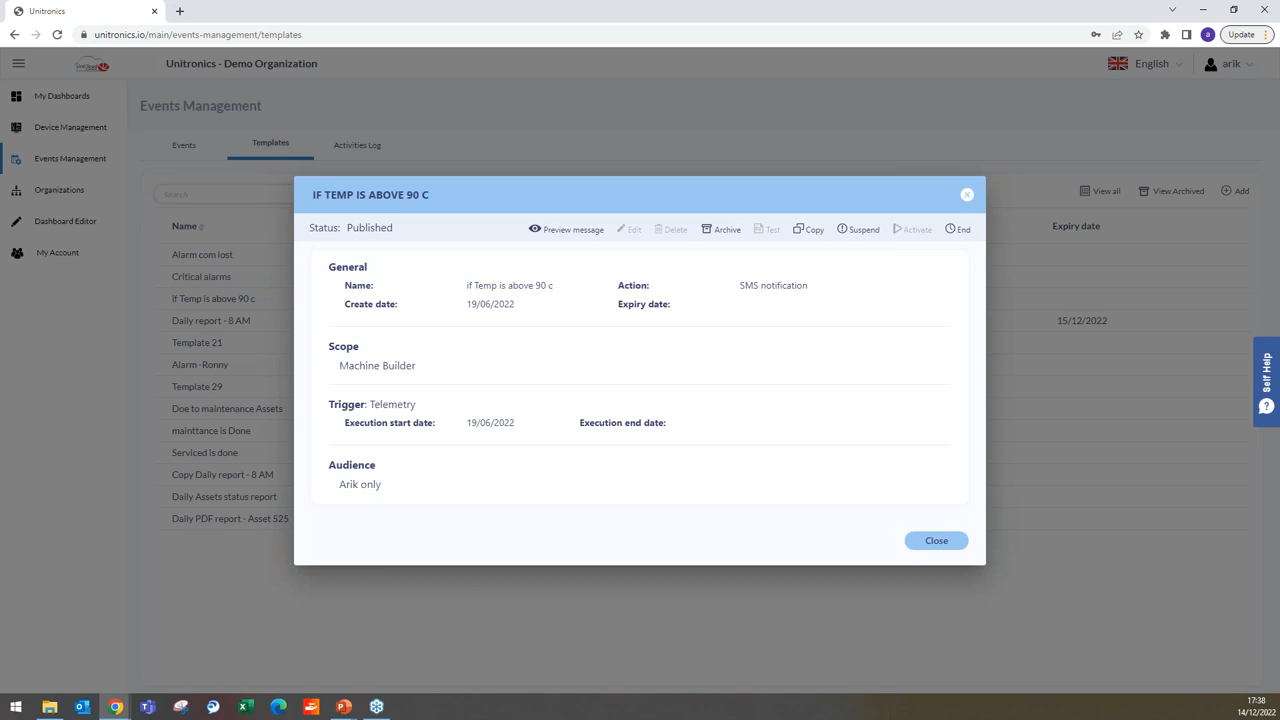 Unitronics
unitronics.io/main/events-management/templates
a
Update
Unitronics - Demo Organization
English
arik
My Dashboards
Device Management
Events Management
Organizations
Dashboard Editor
My Account
Events Management
Events
Templates
Activities Log
Search
View all
View Archived
Add
Name
Expiry date
Alarm com lost
Critical alarms
if Temp is above 90 c
Daily report - 8 AM
15/12/2022
Template 21
Alarm -Ronny
Template 29
Doe to maintenance Assets
mainttance is Done
Serviced is done
Copy Daily report - 8 AM
Daily Assets status report
Daily PDF report - Asset 525
IF TEMP IS ABOVE 90 C
Status: Published
Preview message
Edit
Delete
Archive
Test
Copy
Suspend
Activate
End
General
Name: if Temp is above 90 c Action: SMS notification
Create date: 19/06/2022 Expiry date:
Scope
Machine Builder
Trigger: Telemetry
Execution start date: 19/06/2022 Execution end date:
Audience
Arik only
Close
Self Help
17:38
14/12/2022